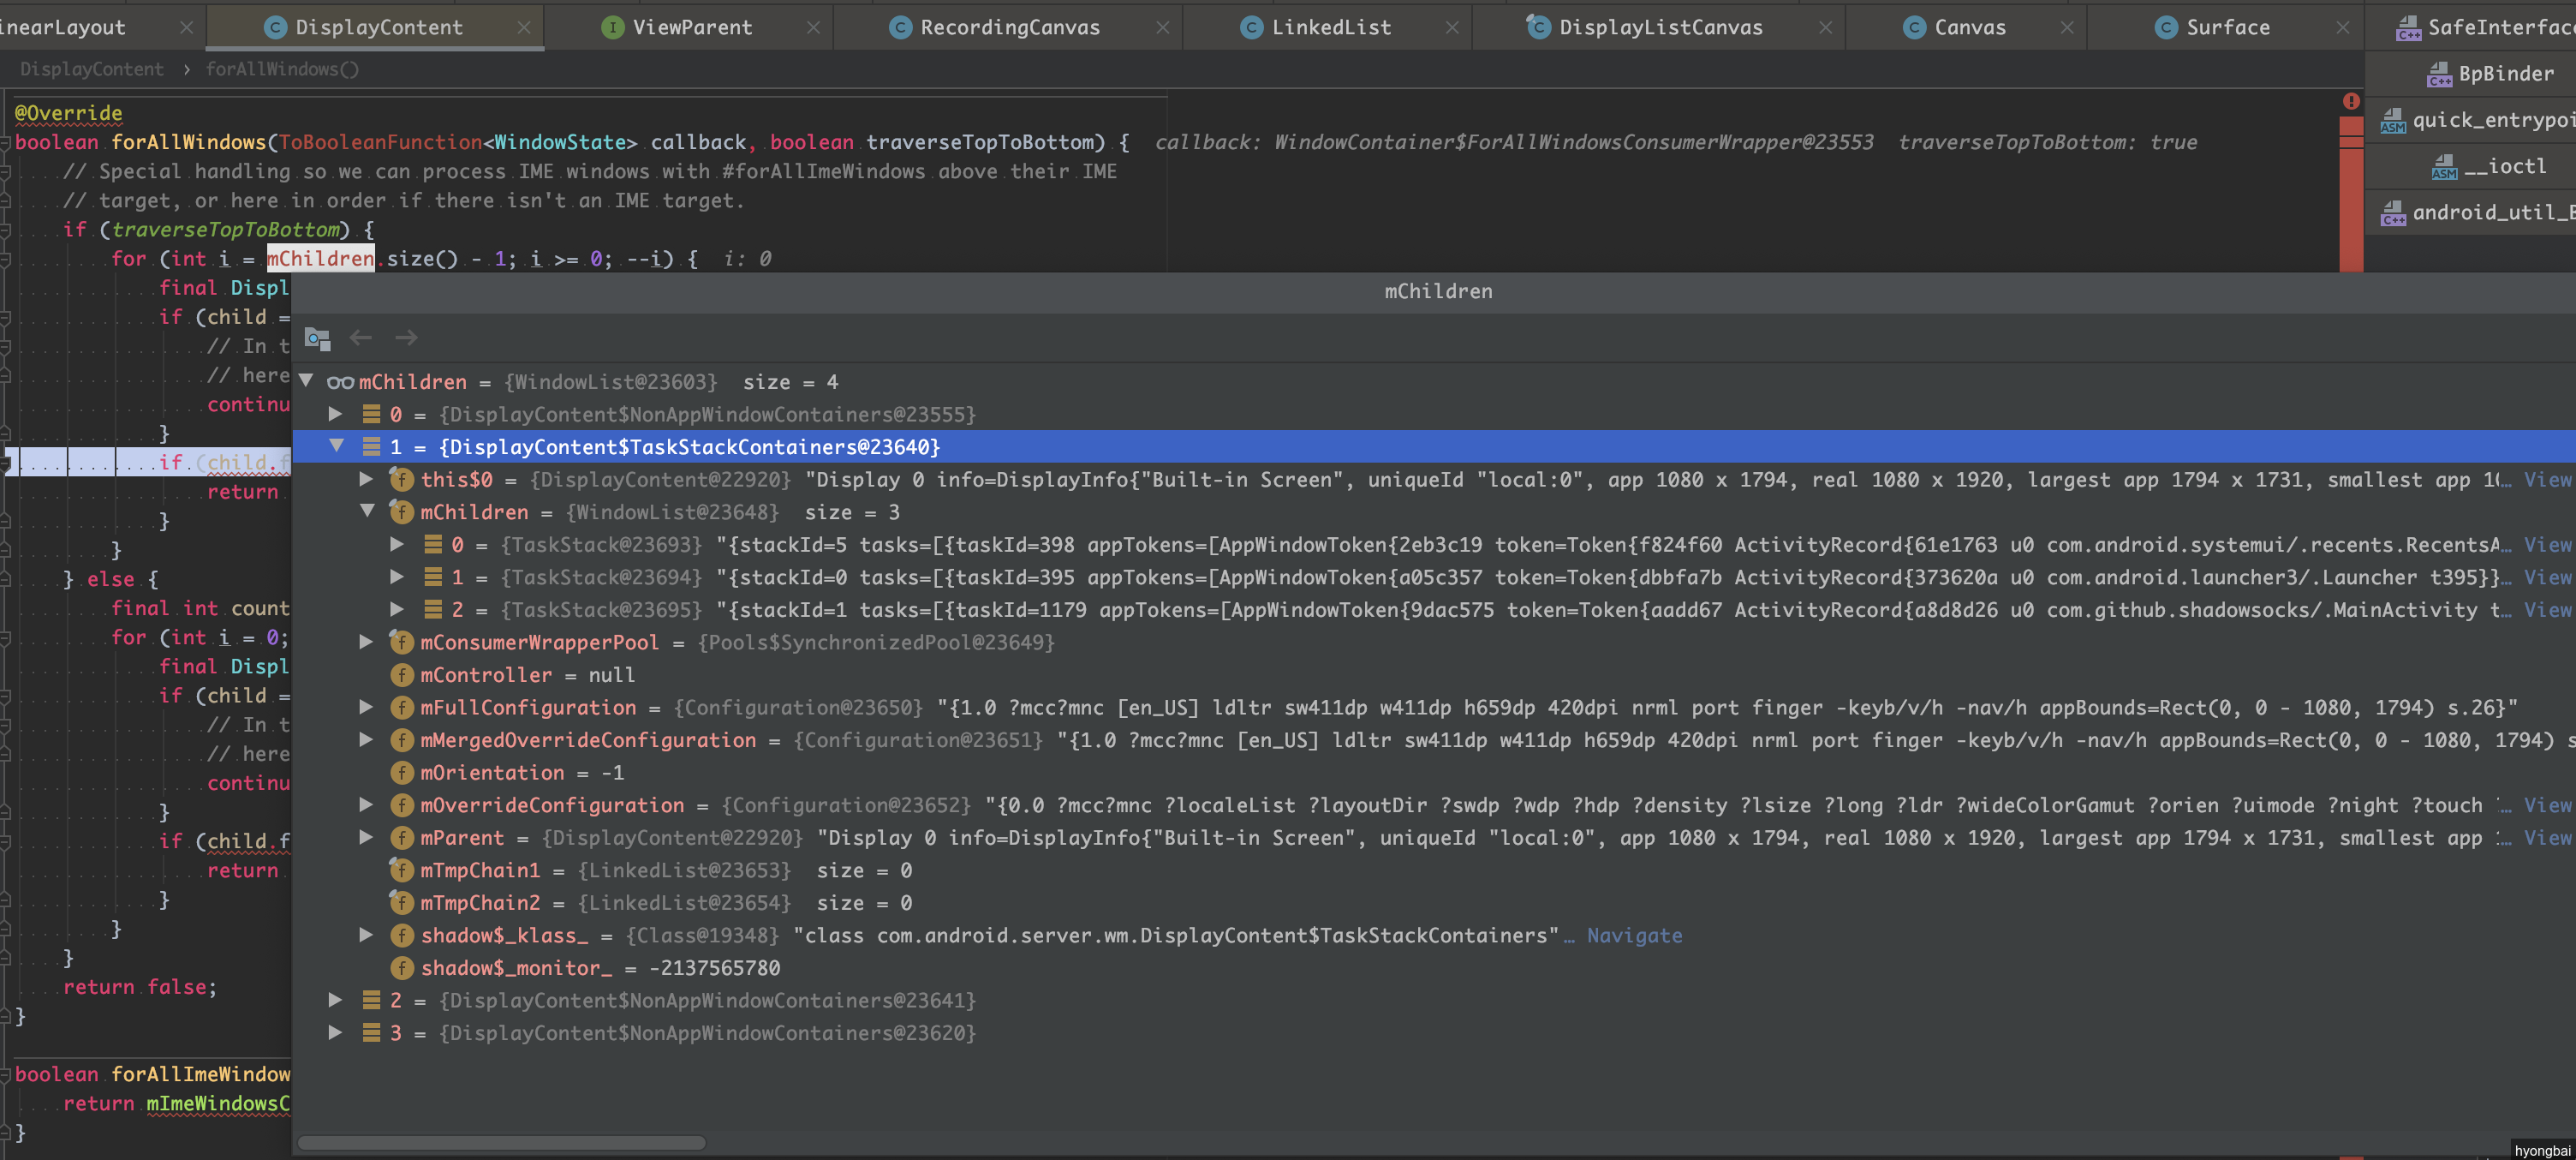 inearLayout DisplayContent ViewParent RecordingCanvas LinkedList DisplayListCanvas Canvas Surface SafeInterfac
DisplayContent › forAllWindows()
BpBinder
quick_entrypoi
__ioctl
android_util_B
@Override
boolean forAllWindows(ToBooleanFunction<WindowState> callback, boolean traverseTopToBottom) { callback: WindowContainer$ForAllWindowsConsumerWrapper@23553 traverseTopToBottom: true
// Special handling so we can process IME windows with #forAllImeWindows above their IME
// target, or here in order if there isn't an IME target.
if (traverseTopToBottom) {
for (int i = mChildren.size() - 1; i >= 0; --i) { i: 0
final Displ
if (child =
// In t
// here
continu
}
if (child.f
return
}
}
} else {
final int count
for (int i = 0;
final Displ
if (child =
// In t
// here
continu
}
if (child.f
return
}
}
}
return false;
}
boolean forAllImeWindow
return mImeWindowsC
}
mChildren
mChildren = {WindowList@23603} size = 4
0 = {DisplayContent$NonAppWindowContainers@23555}
1 = {DisplayContent$TaskStackContainers@23640}
this$0 = {DisplayContent@22920} "Display 0 info=DisplayInfo{"Built-in Screen", uniqueId "local:0", app 1080 x 1794, real 1080 x 1920, largest app 1794 x 1731, smallest app 10… View
mChildren = {WindowList@23648} size = 3
0 = {TaskStack@23693} "{stackId=5 tasks=[{taskId=398 appTokens=[AppWindowToken{2eb3c19 token=Token{f824f60 ActivityRecord{61e1763 u0 com.android.systemui/.recents.RecentsA… View
1 = {TaskStack@23694} "{stackId=0 tasks=[{taskId=395 appTokens=[AppWindowToken{a05c357 token=Token{dbbfa7b ActivityRecord{373620a u0 com.android.launcher3/.Launcher t395}}… View
2 = {TaskStack@23695} "{stackId=1 tasks=[{taskId=1179 appTokens=[AppWindowToken{9dac575 token=Token{aadd67 ActivityRecord{a8d8d26 u0 com.github.shadowsocks/.MainActivity t… View
mConsumerWrapperPool = {Pools$SynchronizedPool@23649}
mController = null
mFullConfiguration = {Configuration@23650} "{1.0 ?mcc?mnc [en_US] ldltr sw411dp w411dp h659dp 420dpi nrml port finger -keyb/v/h -nav/h appBounds=Rect(0, 0 - 1080, 1794) s.26}"
mMergedOverrideConfiguration = {Configuration@23651} "{1.0 ?mcc?mnc [en_US] ldltr sw411dp w411dp h659dp 420dpi nrml port finger -keyb/v/h -nav/h appBounds=Rect(0, 0 - 1080, 1794) s
mOrientation = -1
mOverrideConfiguration = {Configuration@23652} "{0.0 ?mcc?mnc ?localeList ?layoutDir ?swdp ?wdp ?hdp ?density ?lsize ?long ?ldr ?wideColorGamut ?orien ?uimode ?night ?touch … View
mParent = {DisplayContent@22920} "Display 0 info=DisplayInfo{"Built-in Screen", uniqueId "local:0", app 1080 x 1794, real 1080 x 1920, largest app 1794 x 1731, smallest app … View
mTmpChain1 = {LinkedList@23653} size = 0
mTmpChain2 = {LinkedList@23654} size = 0
shadow$_klass_ = {Class@19348} "class com.android.server.wm.DisplayContent$TaskStackContainers"… Navigate
shadow$_monitor_ = -2137565780
2 = {DisplayContent$NonAppWindowContainers@23641}
3 = {DisplayContent$NonAppWindowContainers@23620}
hyongbai